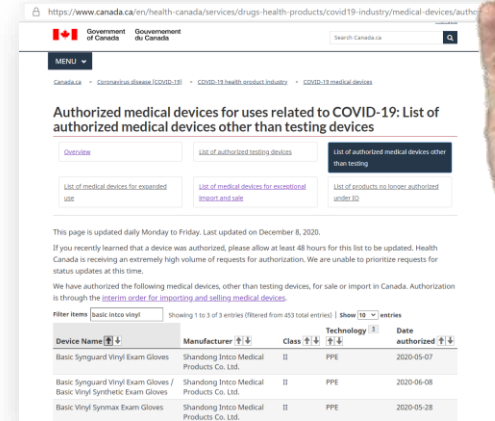 https://www.canada.ca/en/health-canada/services/drugs-health-products/covid19-industry/medical-devices/autho
Government of Canada
Gouvernement du Canada
Search Canada.ca
MENU
Canada.ca • Coronavirus disease (COVID-19) • COVID-19 health product industry • COVID-19 medical devices
Authorized medical devices for uses related to COVID-19: List of
authorized medical devices other than testing devices
Overview
List of authorized testing devices
List of authorized medical devices other
than testing
List of medical devices for expanded
use
List of medical devices for exceptional
import and sale
List of products no longer authorized
under IO
This page is updated daily Monday to Friday. Last updated on December 8, 2020.
If you recently learned that a device was authorized, please allow at least 48 hours for this list to be updated. Health
Canada is receiving an extremely high volume of requests for authorization. We are unable to prioritize requests for
status updates at this time.
We have authorized the following medical devices, other than testing devices, for sale or import in Canada. Authorization
is through the interim order for importing and selling medical devices.
Filter items basic intco vinyl Showing 1 to 3 of 3 entries (filtered from 453 total entries) | Show 10 entries
Device Name Manufacturer Class Technology 1 Date authorized
Basic Synguard Vinyl Exam Gloves Shandong Intco Medical II PPE 2020-05-07
Products Co. Ltd.
Basic Synguard Vinyl Exam Gloves / Shandong Intco Medical II PPE 2020-06-08
Basic Vinyl Synthetic Exam Gloves Products Co. Ltd.
Basic Vinyl Synmax Exam Gloves Shandong Intco Medical II PPE 2020-05-28
Products Co. Ltd.